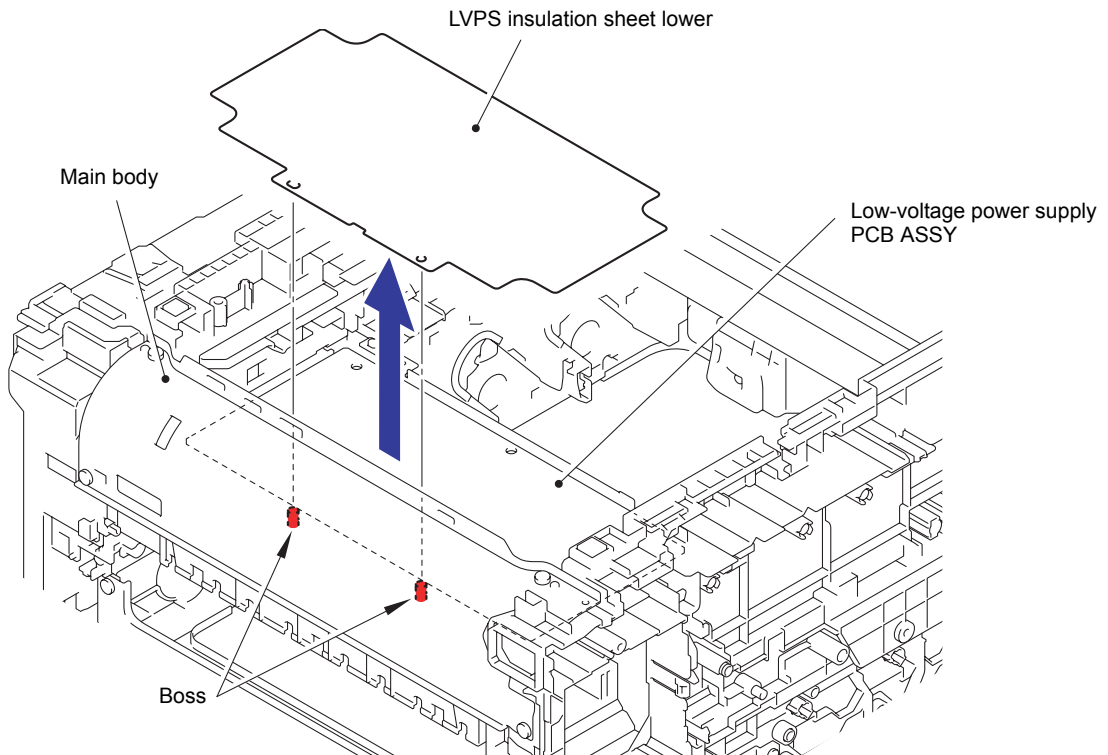 LVPS insulation sheet lower
Main body
Low-voltage power supply
PCB ASSY
Boss